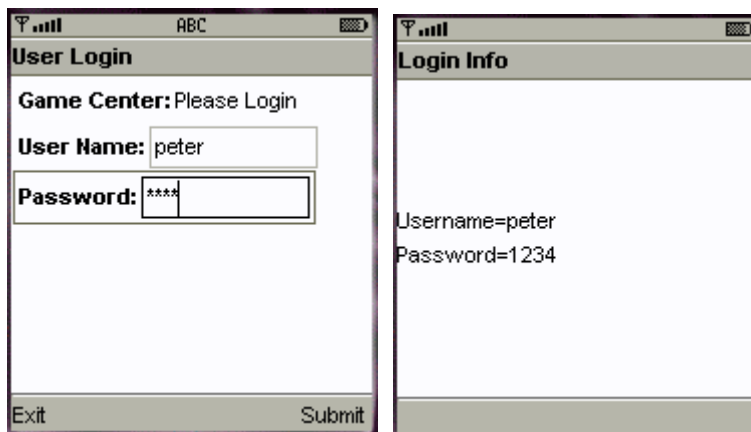 ABC
User Login
Game Center: Please Login
User Name: peter
Password: ****
Exit Submit
Login Info
Username=peter
Password=1234